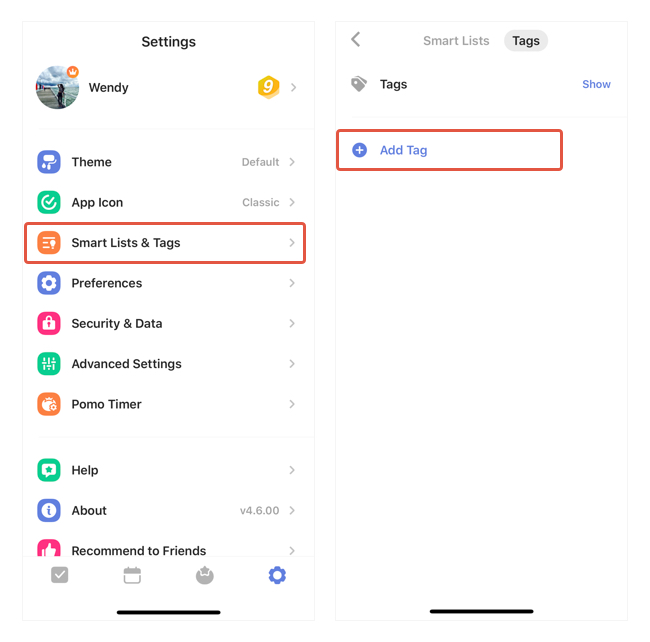 Settings
Wendy
9
Theme
Default
App Icon
Classic
Smart Lists & Tags
Preferences
Security & Data
Advanced Settings
Pomo Timer
Help
About
v4.6.00
Recommend to Friends
Smart Lists
Tags
Tags
Show
Add Tag